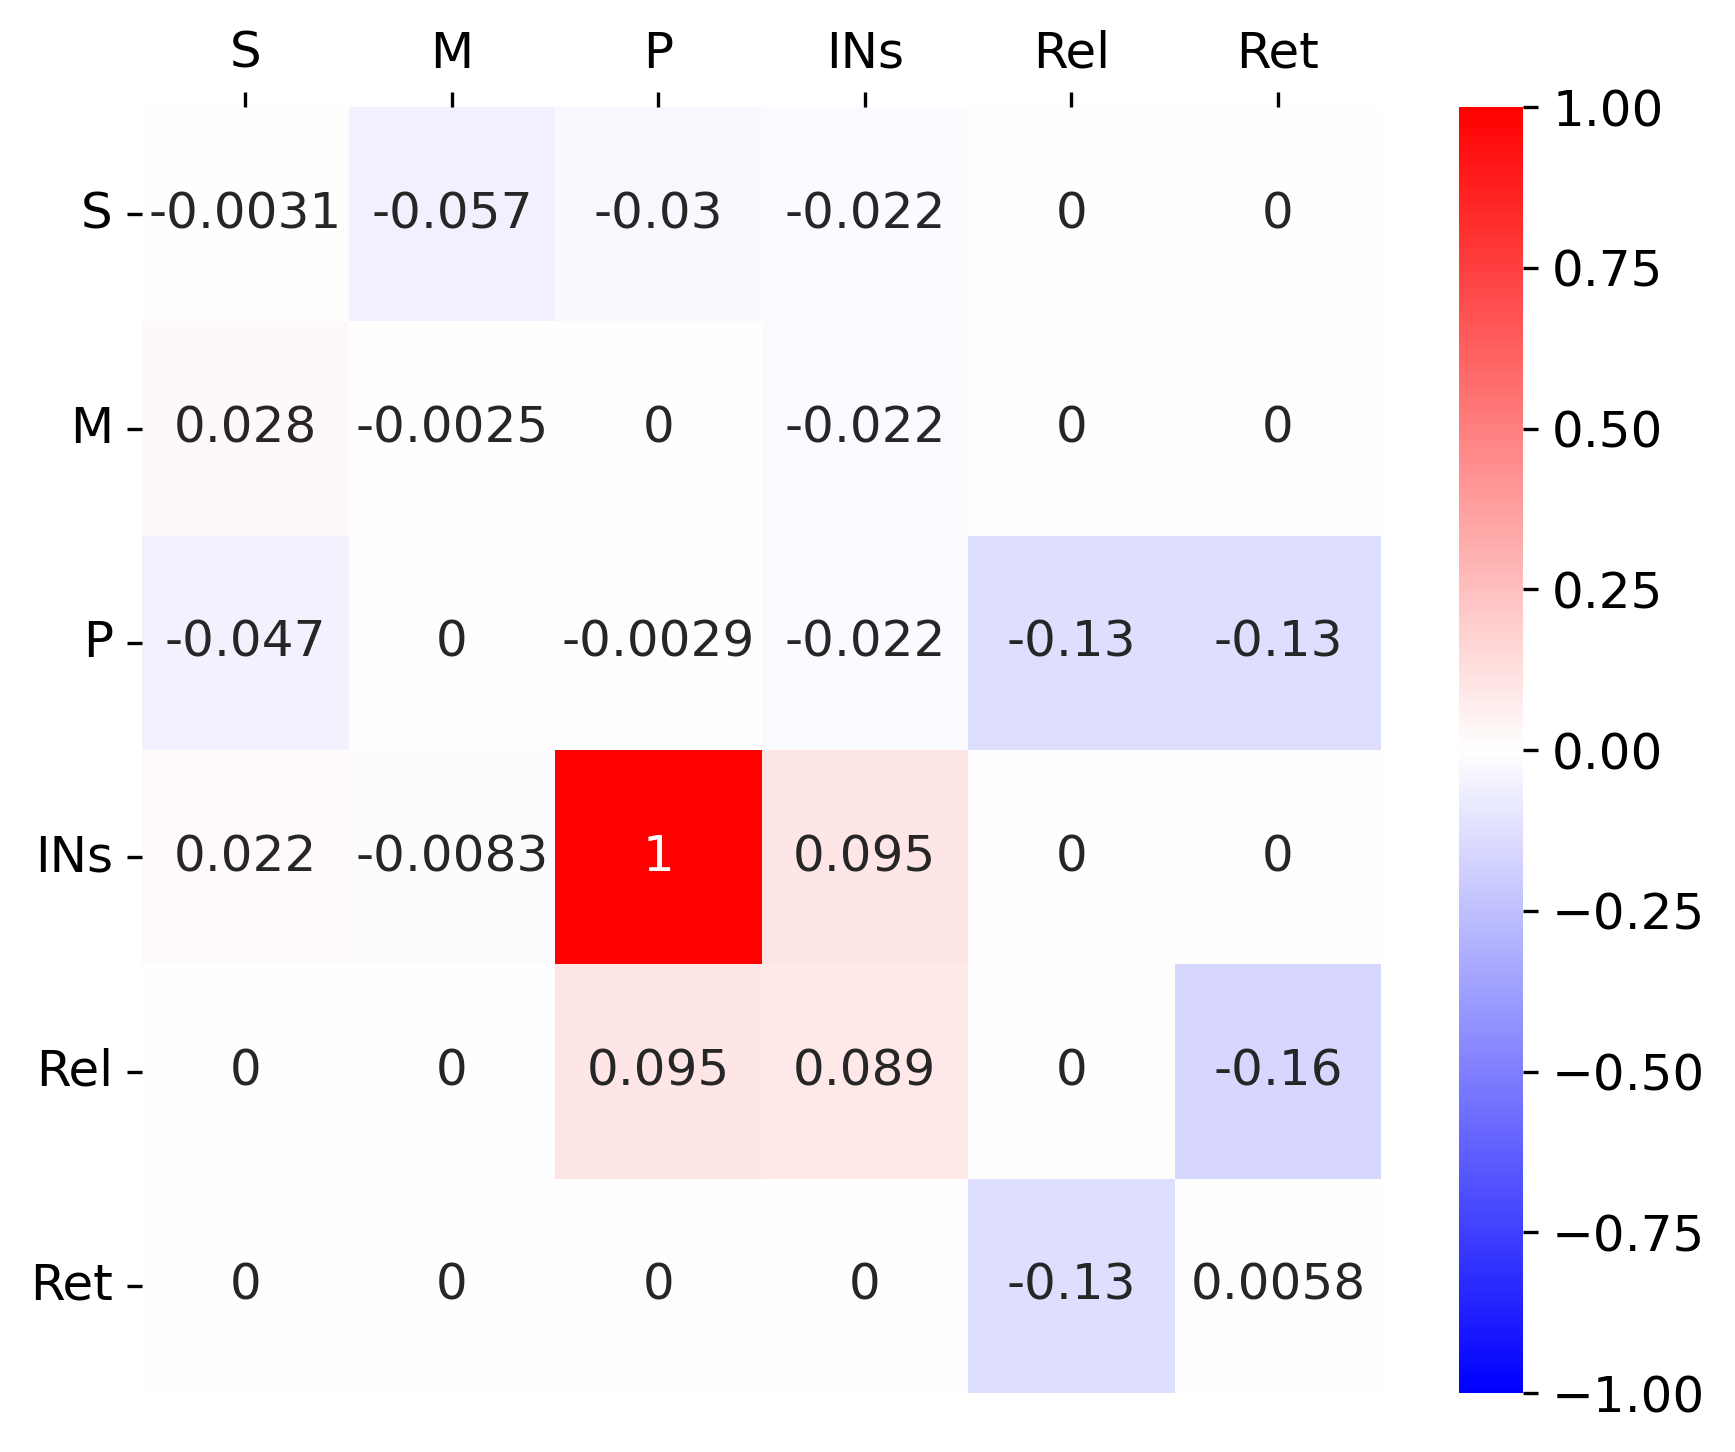 S M P INs Rel Ret
S -0.0031 -0.057 -0.03 -0.022 0 0
M 0.028 -0.0025 0 -0.022 0 0
P -0.047 0 -0.0029 -0.022 -0.13 -0.13
INs 0.022 -0.0083 1 0.095 0 0
Rel 0 0 0.095 0.089 0 -0.16
Ret 0 0 0 0 -0.13 0.0058
1.00
0.75
0.50
0.25
0.00
−0.25
−0.50
−0.75
−1.00